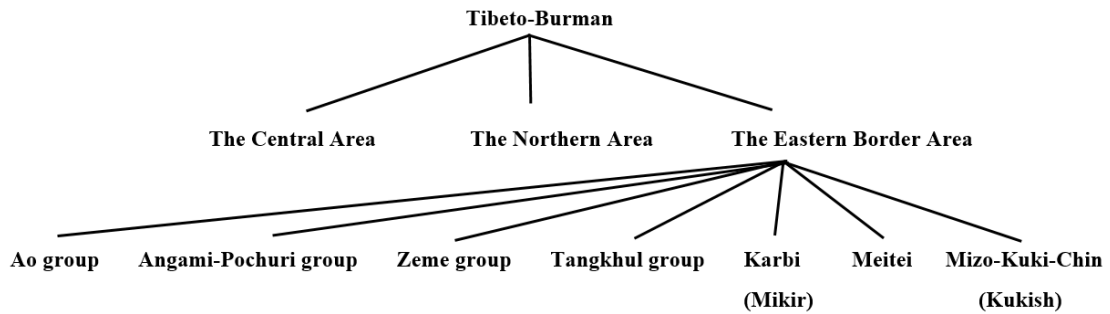 Tibeto-Burman
The Central Area The Northern Area The Eastern Border Area
Ao group Angami-Pochuri group Zeme group Tangkhul group Karbi Meitei Mizo-Kuki-Chin
(Mikir) (Kukish)